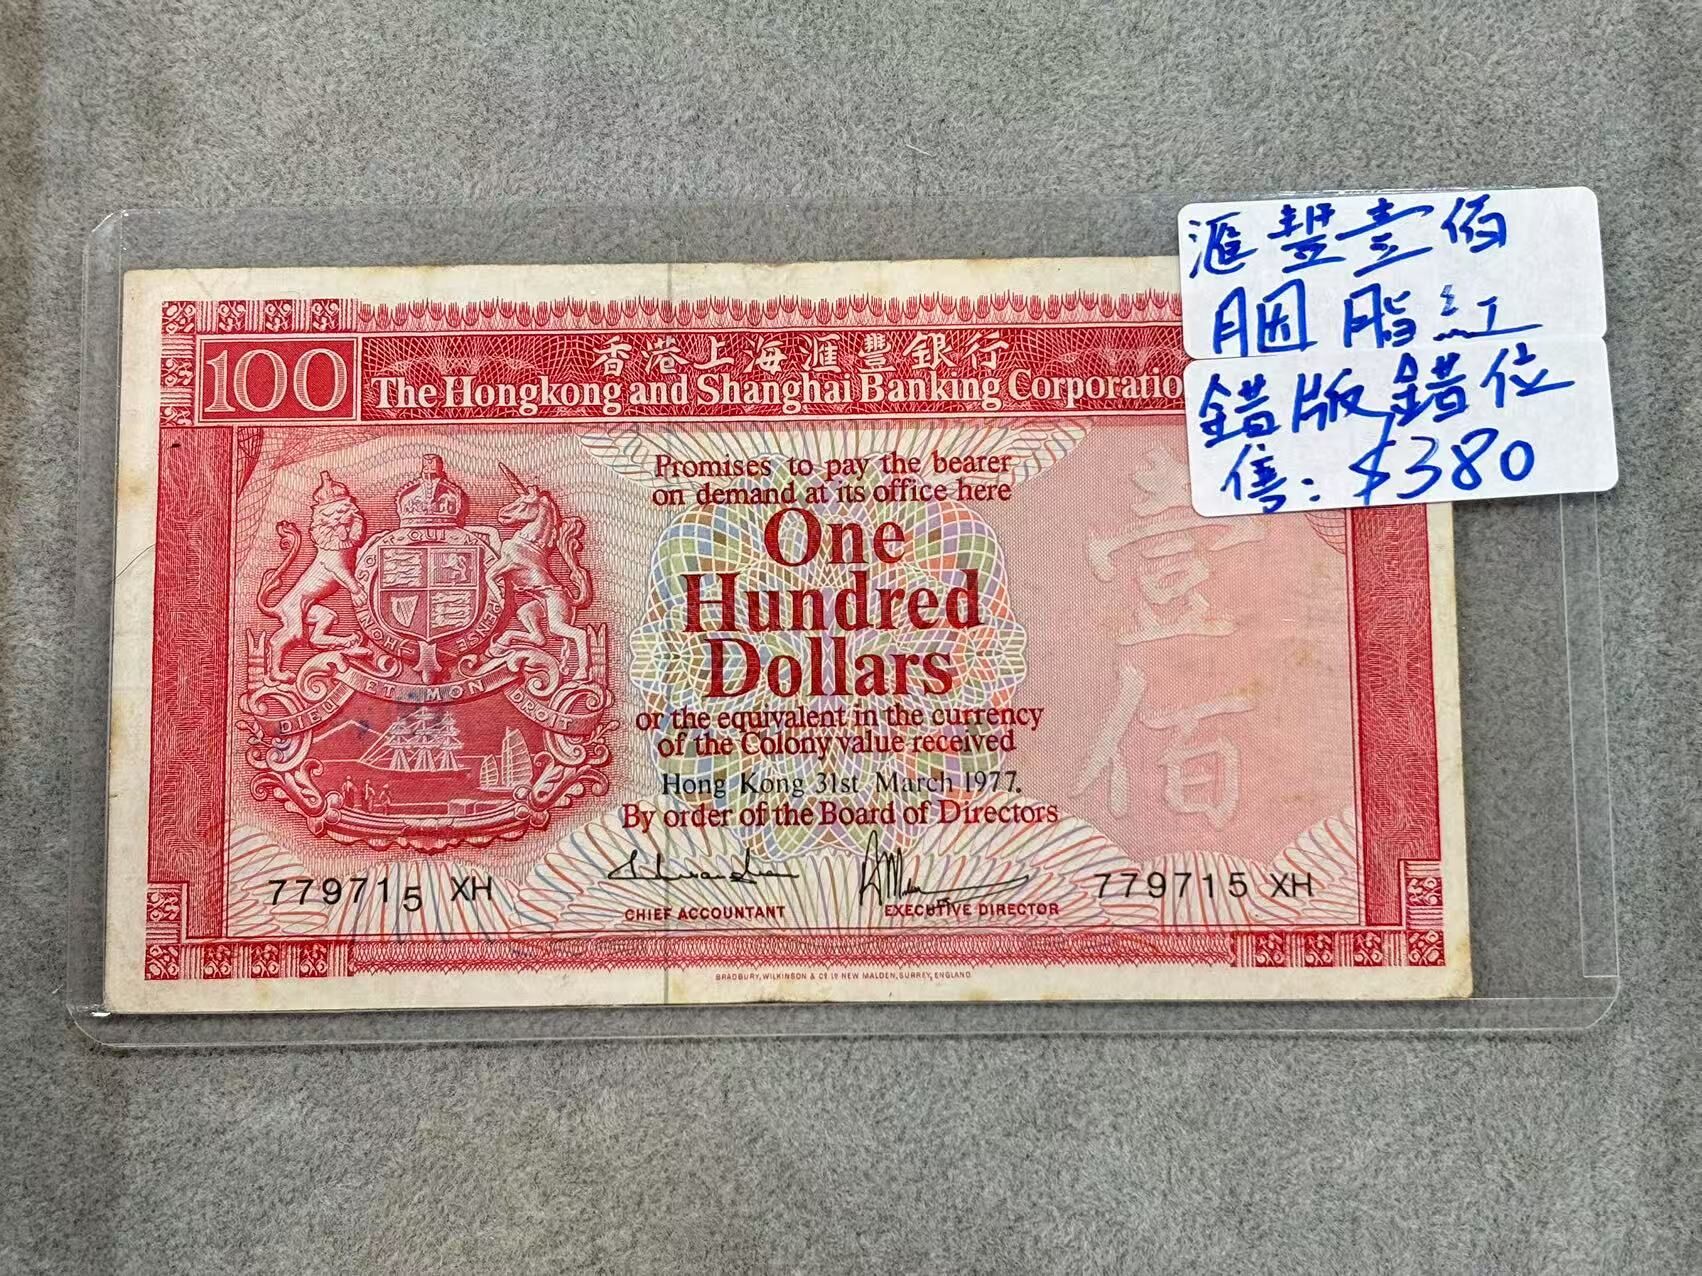 滙豐壹佰
胭脂紅
錯版錯位
售：$380
香港上海滙豐銀行
100
The Hongkong and Shanghai Banking Corporatio
Promises to pay the bearer
on demand at its office here
One
Hundred
Dollars
or the equivalent in the currency
of the Colony value received
Hong Kong 31st March 1977.
By order of the Board of Directors
壹
佰
DIEU ET MON DROIT
779715 XH
779715 XH
CHIEF ACCOUNTANT
EXECUTIVE DIRECTOR
BRADBURY, WILKINSON & Co Ld NEW MALDEN, SURREY, ENGLAND